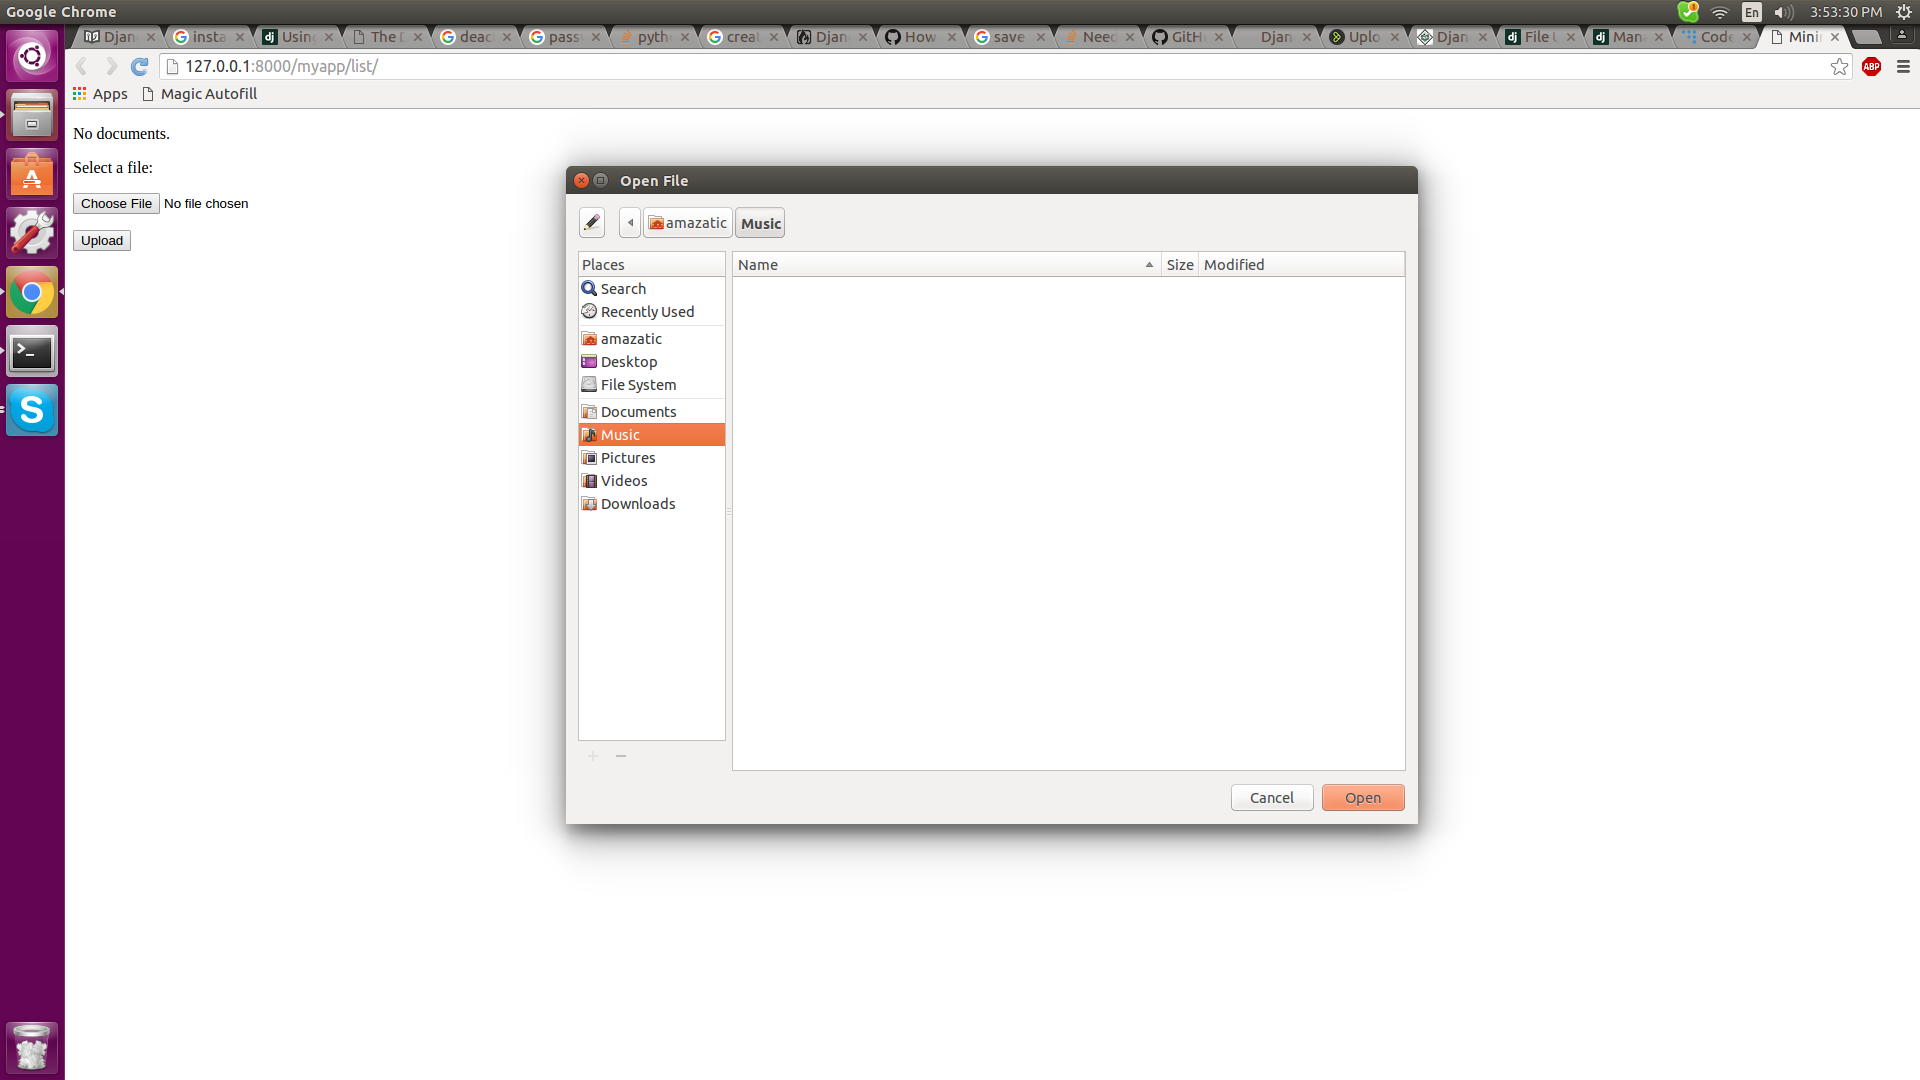 Google Chrome
En
3:53:30 PM
Djan
insta
Usin
The D
deac
pass
pyth
creat
Djan
How
save
Need
GitH
Djan
Uplo
Djan
File U
Man
Code
Mini
127.0.0.1:8000/myapp/list/
ABP
Apps
Magic Autofill
No documents.
Select a file:
Choose File No file chosen
Upload
Open File
amazatic
Music
Places
Name
Size
Modified
Search
Recently Used
amazatic
Desktop
File System
Documents
Music
Pictures
Videos
Downloads
Cancel
Open